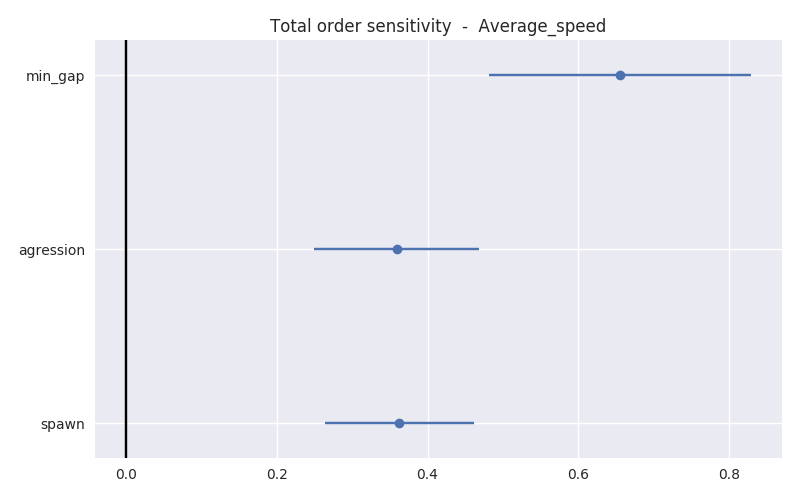 Total order sensitivity - Average_speed
min_gap
agression
spawn
0.0 0.2 0.4 0.6 0.8